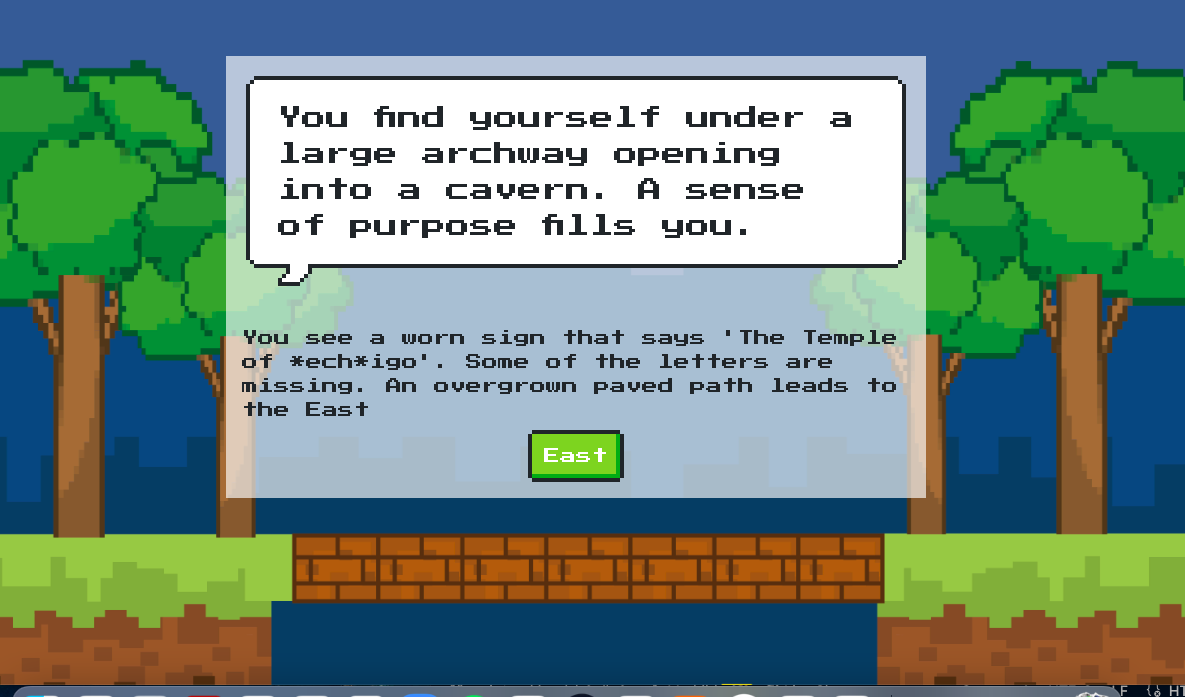 You find yourself under a
large archway opening
into a cavern. A sense
of purpose fills you.
You see a worn sign that says 'The Temple
of *ech*igo'. Some of the letters are
missing. An overgrown paved path leads to
the East
East